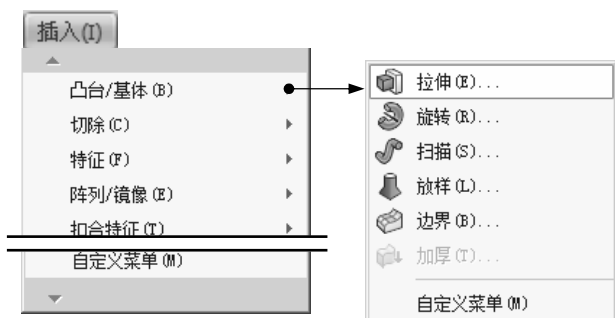 插入(I)
凸台/基体(B)
切除(C)
特征(F)
阵列/镜像(E)
扣合特征(T)
自定义菜单(M)
拉伸(E)...
旋转(R)...
扫描(S)...
放样(L)...
边界(B)...
加厚(T)...
自定义菜单(M)